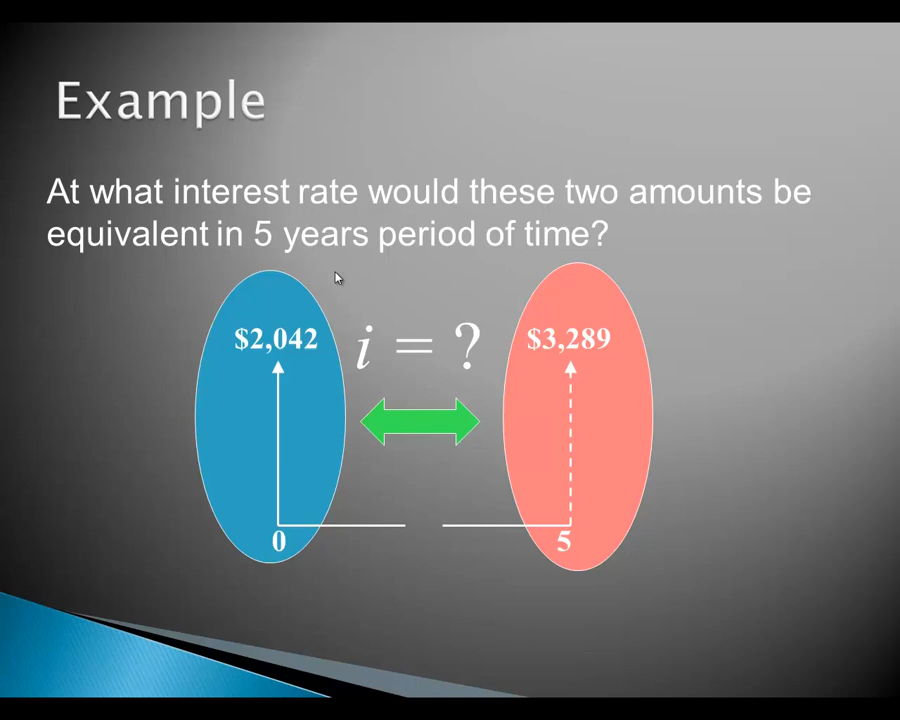 Example
At what interest rate would these two amounts be
equivalent in 5 years period of time?
$2,042
i = ?
$3,289
0
5